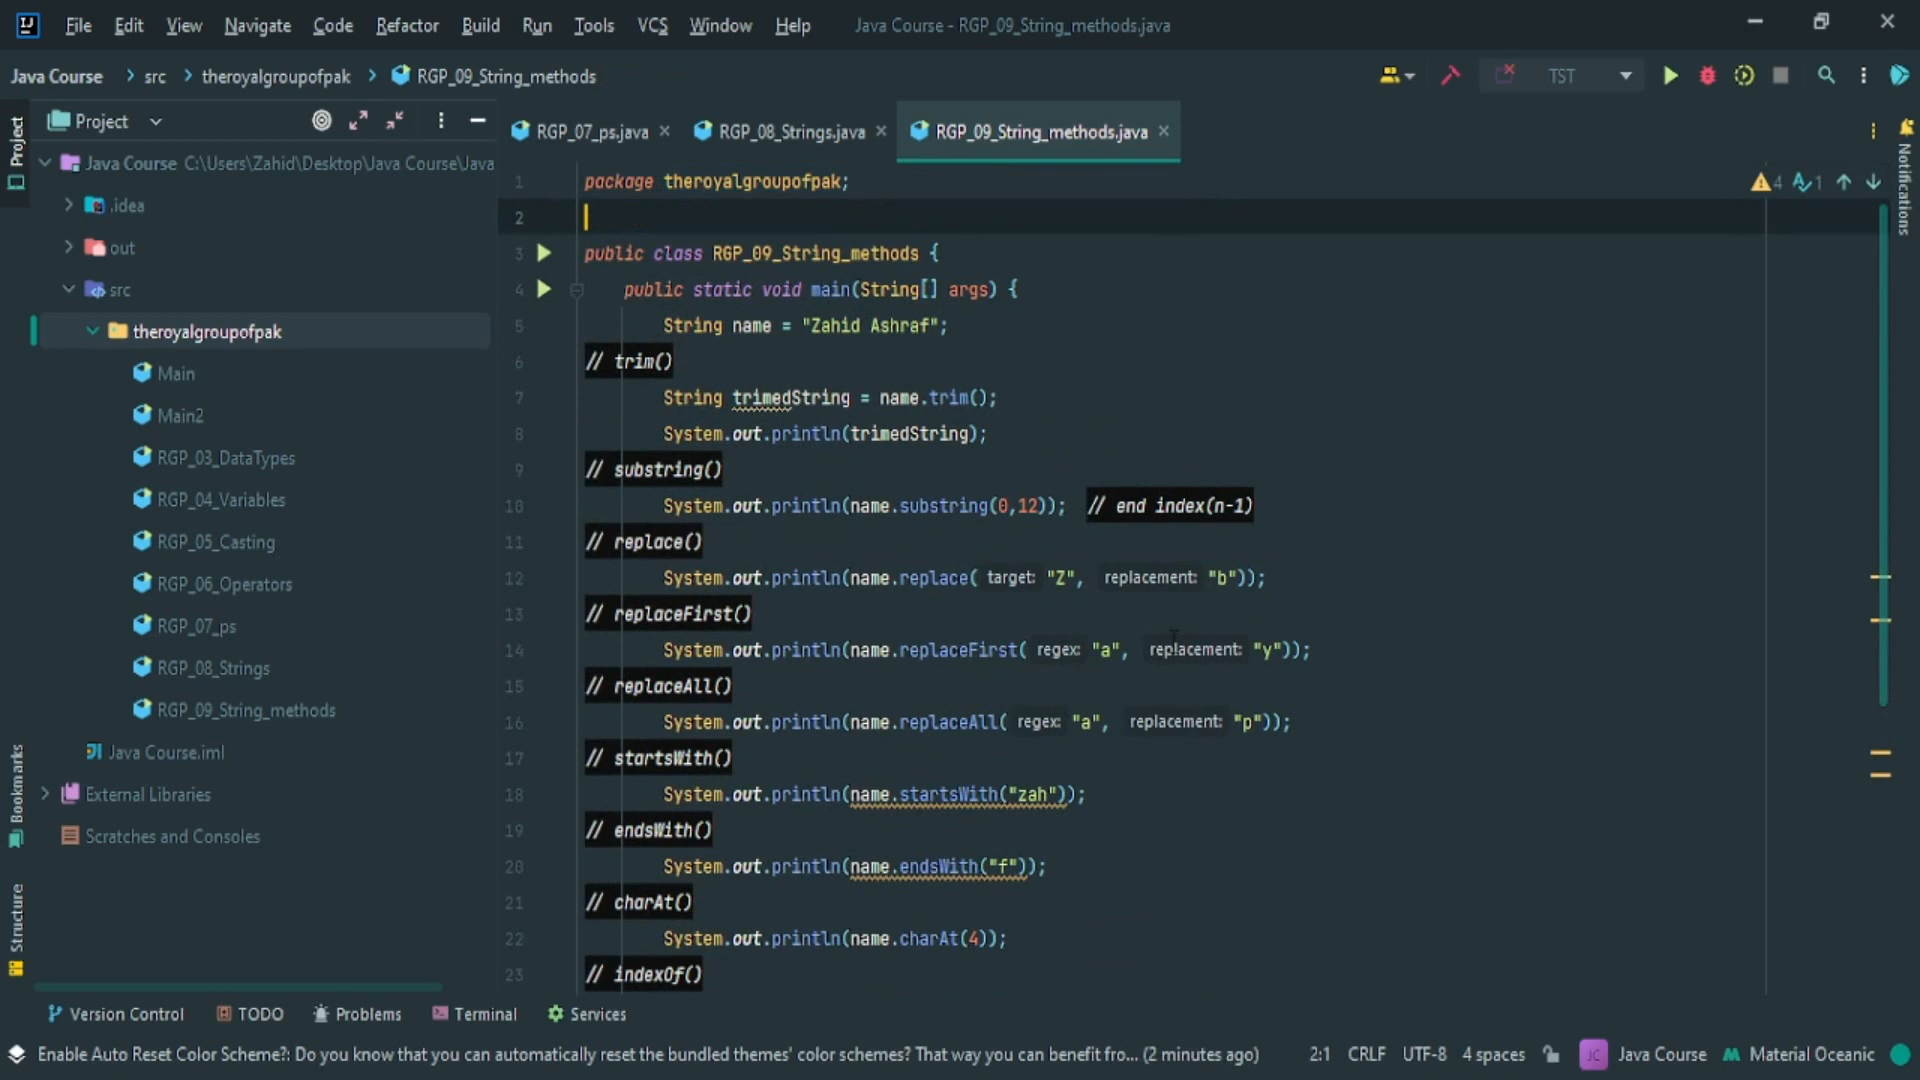 File Edit View Navigate Code Refactor Build Run Tools VCS Window Help Java Course - RGP_09_String_methods.java
Java Course src theroyalgroupofpak RGP_09_String_methods TST
Project
Project
Java Course C:\Users\Zahid\Desktop\Java Course\Java
.idea
out
src
theroyalgroupofpak
Main
Main2
RGP_03_DataTypes
RGP_04_Variables
RGP_05_Casting
RGP_06_Operators
RGP_07_ps
RGP_08_Strings
RGP_09_String_methods
Java Course.iml
External Libraries
Scratches and Consoles
Bookmarks
Structure
RGP_07_ps.java RGP_08_Strings.java RGP_09_String_methods.java
Notifications
4 1
1 package theroyalgroupofpak;
2
3 public class RGP_09_String_methods {
4 public static void main(String[] args) {
5 String name = "Zahid Ashraf";
6 // trim()
7 String trimedString = name.trim();
8 System.out.println(trimedString);
9 // substring()
10 System.out.println(name.substring(0,12)); // end index(n-1)
11 // replace()
12 System.out.println(name.replace( target: "Z", replacement: "b"));
13 // replaceFirst()
14 System.out.println(name.replaceFirst( regex: "a", replacement: "y"));
15 // replaceAll()
16 System.out.println(name.replaceAll( regex: "a", replacement: "p"));
17 // startsWith()
18 System.out.println(name.startsWith("zah"));
19 // endsWith()
20 System.out.println(name.endsWith("f"));
21 // charAt()
22 System.out.println(name.charAt(4));
23 // indexOf()
Version Control TODO Problems Terminal Services
Enable Auto Reset Color Scheme?: Do you know that you can automatically reset the bundled themes' color schemes? That way you can benefit fro... (2 minutes ago) 2:1 CRLF UTF-8 4 spaces JC Java Course Material Oceanic